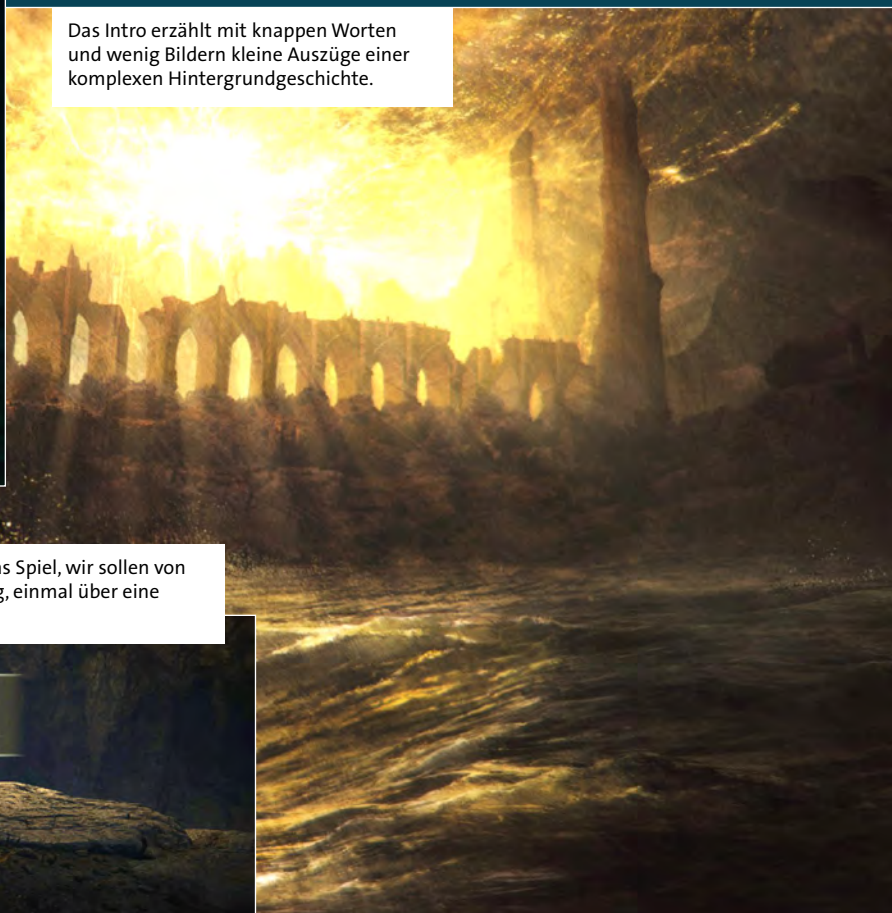 Das Intro erzählt mit knappen Worten
und wenig Bildern kleine Auszüge einer
komplexen Hintergrundgeschichte.
Spiel, wir sollen von
einmal über eine